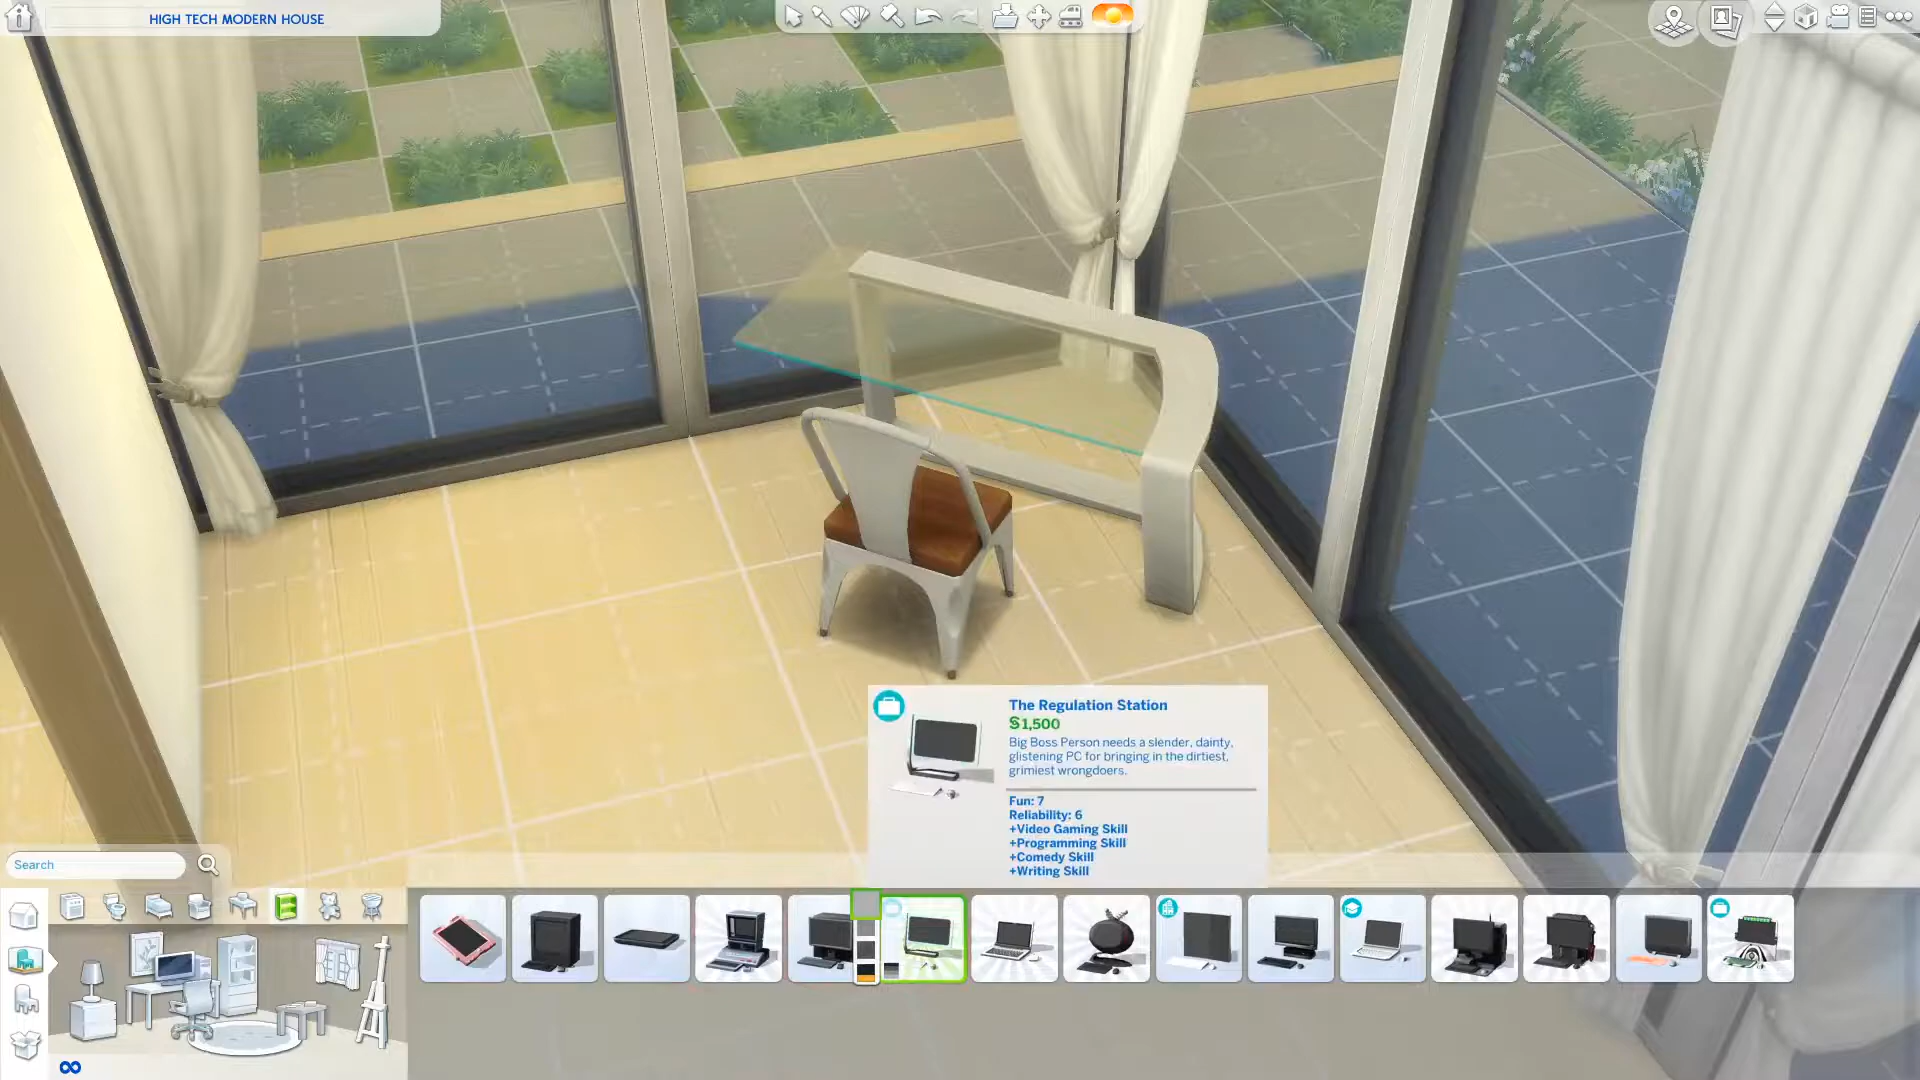 HIGH TECH MODERN HOUSE
The Regulation Station
§1,500
Big Boss Person needs a slender, dainty,
glistening PC for bringing in the dirtiest,
grimiest wrongdoers.
Fun: 7
Reliability: 6
+Video Gaming Skill
+Programming Skill
+Comedy Skill
+Writing Skill
Search